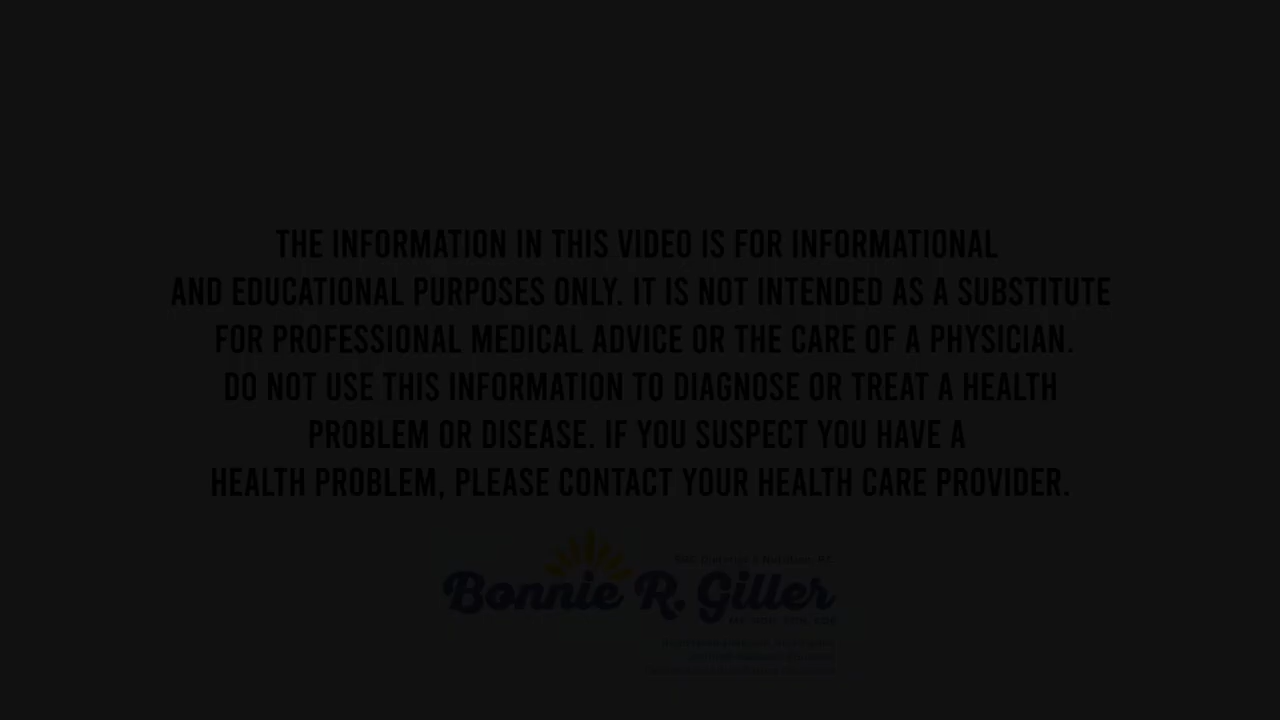 THE INFORMATION IN THIS VIDEO IS FOR INFORMATIONAL
AND EDUCATIONAL PURPOSES ONLY. IT IS NOT INTENDED AS A SUBSTITUTE
FOR PROFESSIONAL MEDICAL ADVICE OR THE CARE OF A PHYSICIAN.
DO NOT USE THIS INFORMATION TO DIAGNOSE OR TREAT A HEALTH
PROBLEM OR DISEASE. IF YOU SUSPECT YOU HAVE A
HEALTH PROBLEM, PLEASE CONTACT YOUR HEALTH CARE PROVIDER.
Bonnie R. Giller